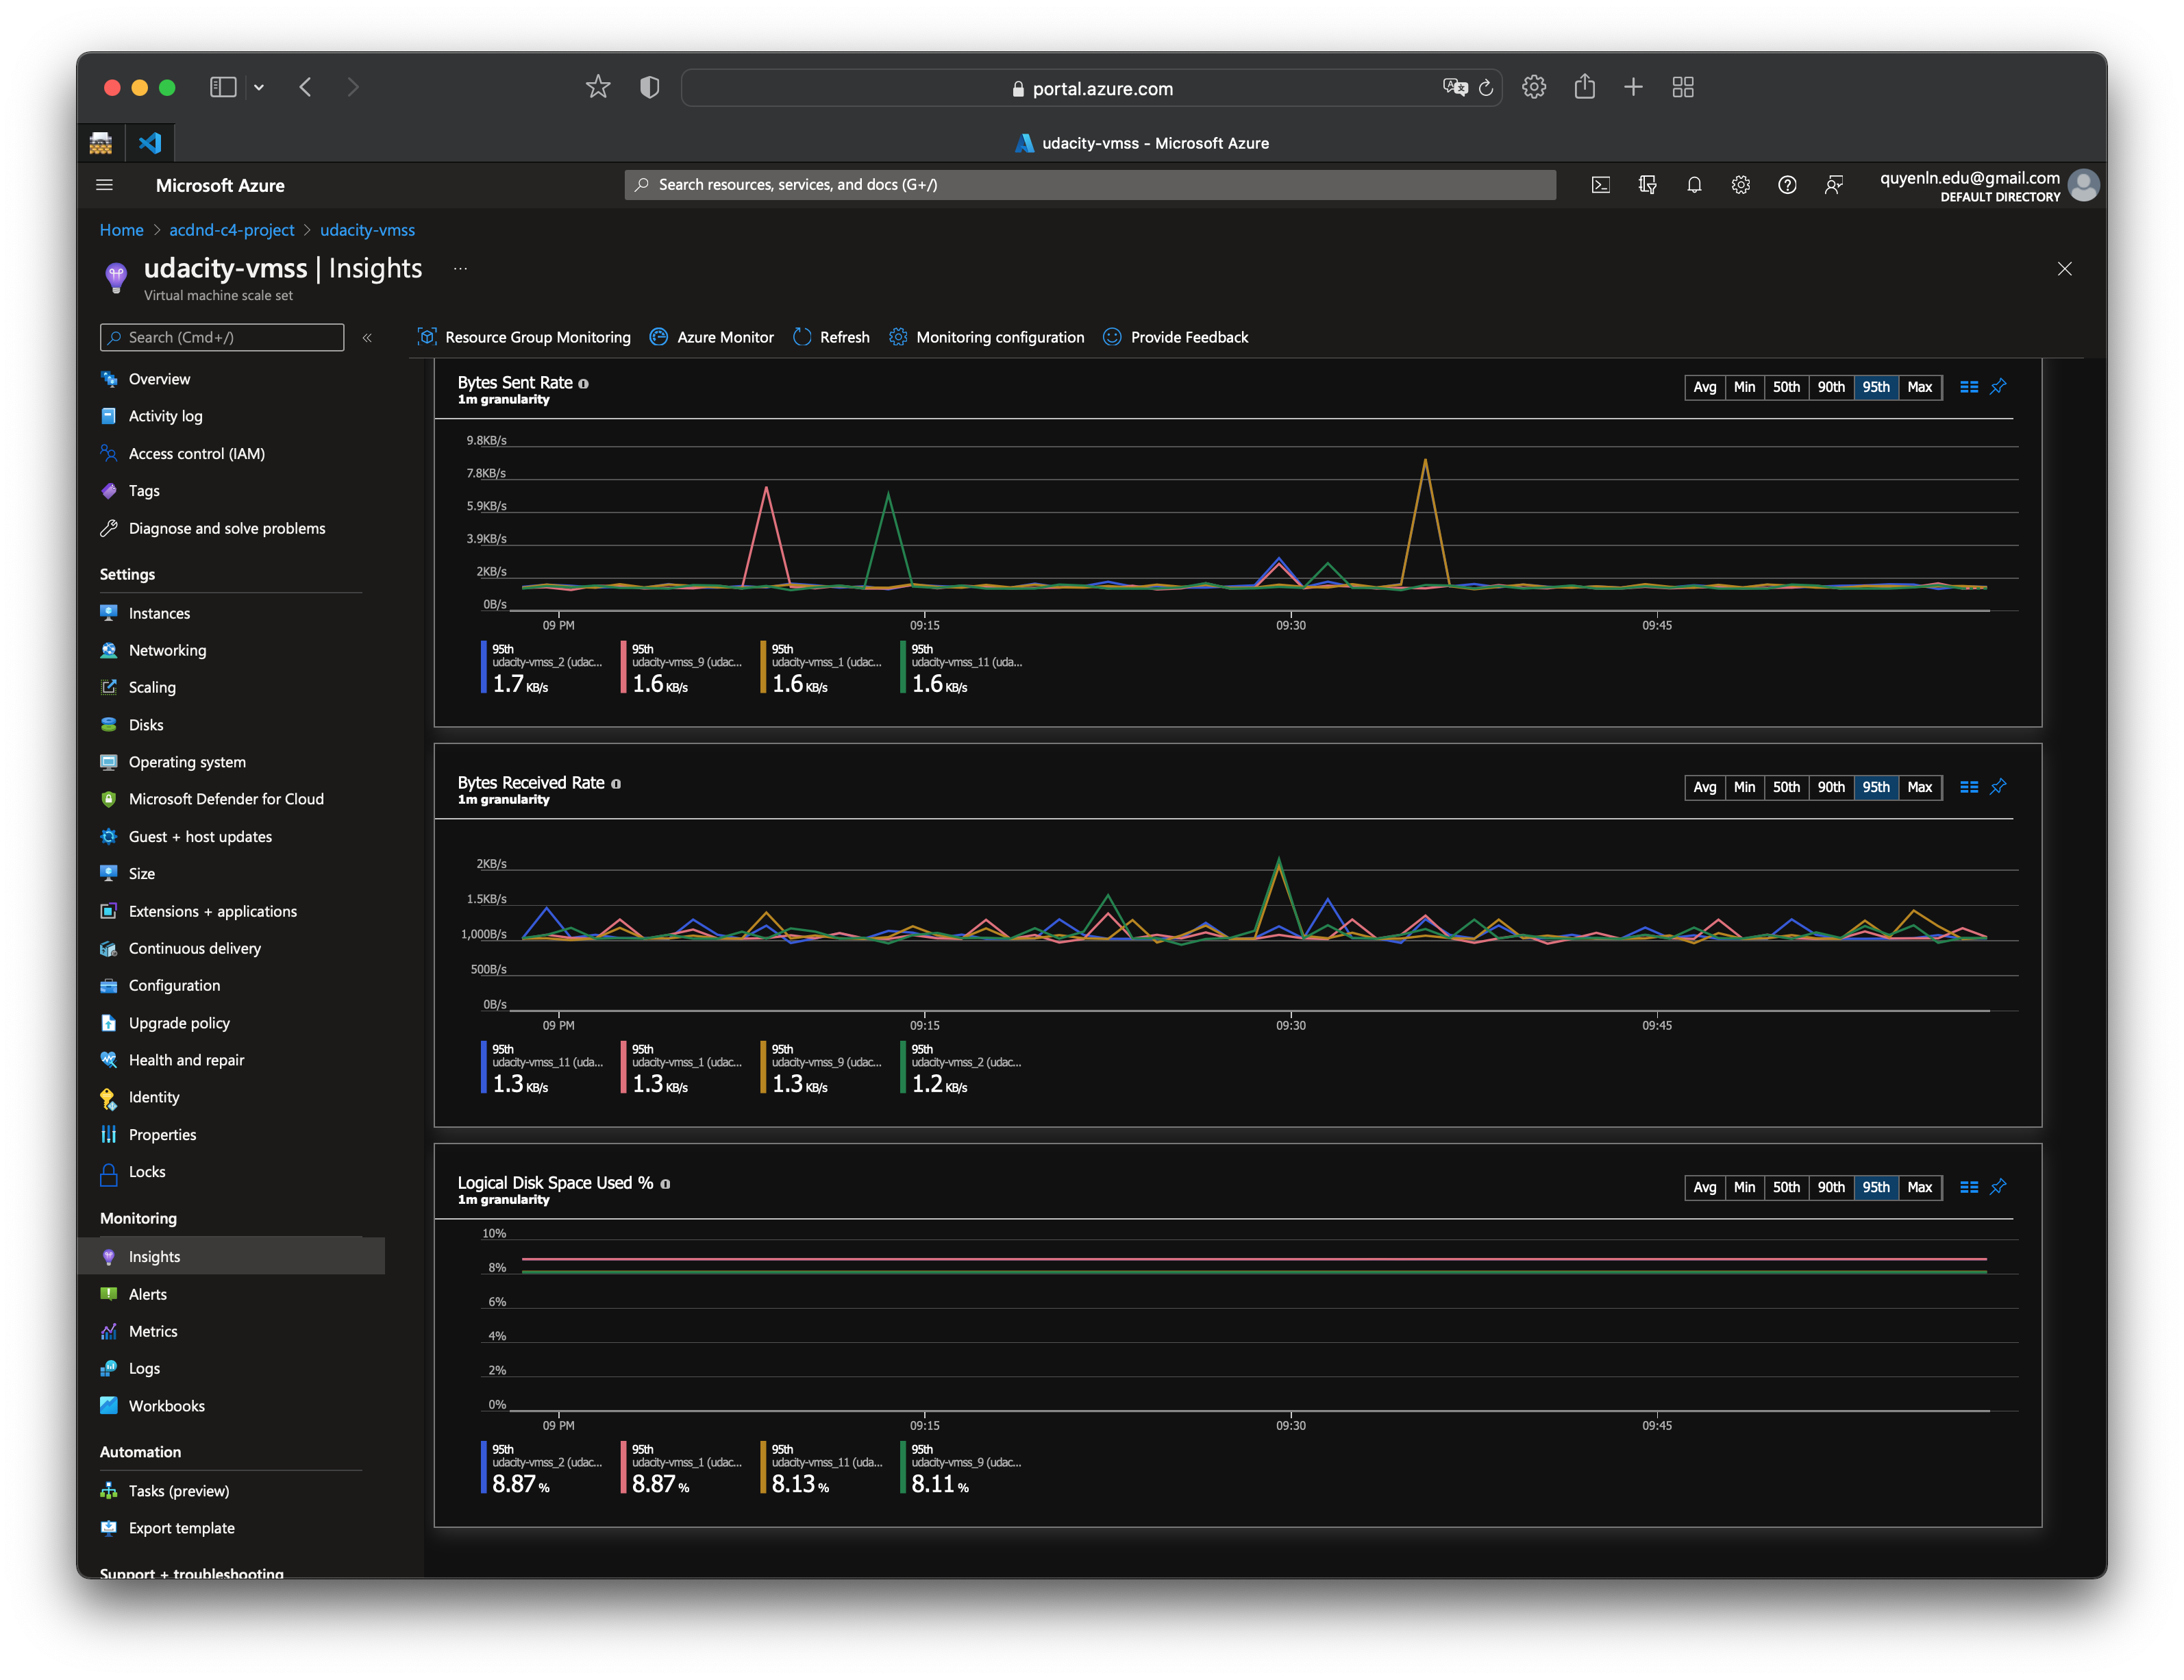 portal.azure.com
udacity-vmss - Microsoft Azure
Microsoft Azure
Search resources, services, and docs (G+/)
quyenln.edu@gmail.com
DEFAULT DIRECTORY
Home > acdnd-c4-project > udacity-vmss
udacity-vmss | Insights ...
Virtual machine scale set
Search (Cmd+/)
«
Resource Group Monitoring
Azure Monitor
Refresh
Monitoring configuration
Provide Feedback
Overview
Activity log
Access control (IAM)
Tags
Diagnose and solve problems
Settings
Instances
Networking
Scaling
Disks
Operating system
Microsoft Defender for Cloud
Guest + host updates
Size
Extensions + applications
Continuous delivery
Configuration
Upgrade policy
Health and repair
Identity
Properties
Locks
Monitoring
Insights
Alerts
Metrics
Logs
Workbooks
Automation
Tasks (preview)
Export template
Support + troubleshooting
Bytes Sent Rate
1m granularity
Avg Min 50th 90th 95th Max
9.8KB/s
7.8KB/s
5.9KB/s
3.9KB/s
2KB/s
0B/s
09 PM 09:15 09:30 09:45
95th 95th 95th 95th
udacity-vmss_2 (udac... udacity-vmss_9 (udac... udacity-vmss_1 (udac... udacity-vmss_11 (uda...
1.7 KB/s 1.6 KB/s 1.6 KB/s 1.6 KB/s
Bytes Received Rate
1m granularity
Avg Min 50th 90th 95th Max
2KB/s
1.5KB/s
1,000B/s
500B/s
0B/s
09 PM 09:15 09:30 09:45
95th 95th 95th 95th
udacity-vmss_11 (uda... udacity-vmss_1 (udac... udacity-vmss_9 (udac... udacity-vmss_2 (udac...
1.3 KB/s 1.3 KB/s 1.3 KB/s 1.2 KB/s
Logical Disk Space Used %
1m granularity
Avg Min 50th 90th 95th Max
10%
8%
6%
4%
2%
0%
09 PM 09:15 09:30 09:45
95th 95th 95th 95th
udacity-vmss_2 (udac... udacity-vmss_1 (udac... udacity-vmss_11 (uda... udacity-vmss_9 (udac...
8.87 % 8.87 % 8.13 % 8.11 %